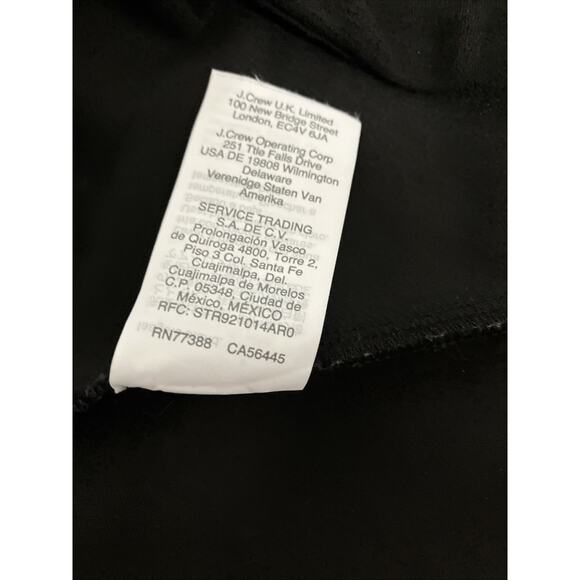 J.Crew U.K. Limited
100 New Bridge Street
London, EC4V 6JA
J.Crew Operating Corp
251 Ttle Falls Drive
USA DE 19808 Wilmington
Delaware
Verenidge Staten Van
Amerika
SERVICE TRADING
S.A. DE C.V.
Prolongación Vasco
de Quiroga 4800, Torre 2,
Piso 3 Col. Santa Fe
Cuajimalpa, Del.
Cuajimalpa de Morelos
C.P. 05348, Ciudad de
México, MÉXICO
RFC: STR921014AR0
RN77388 CA56445